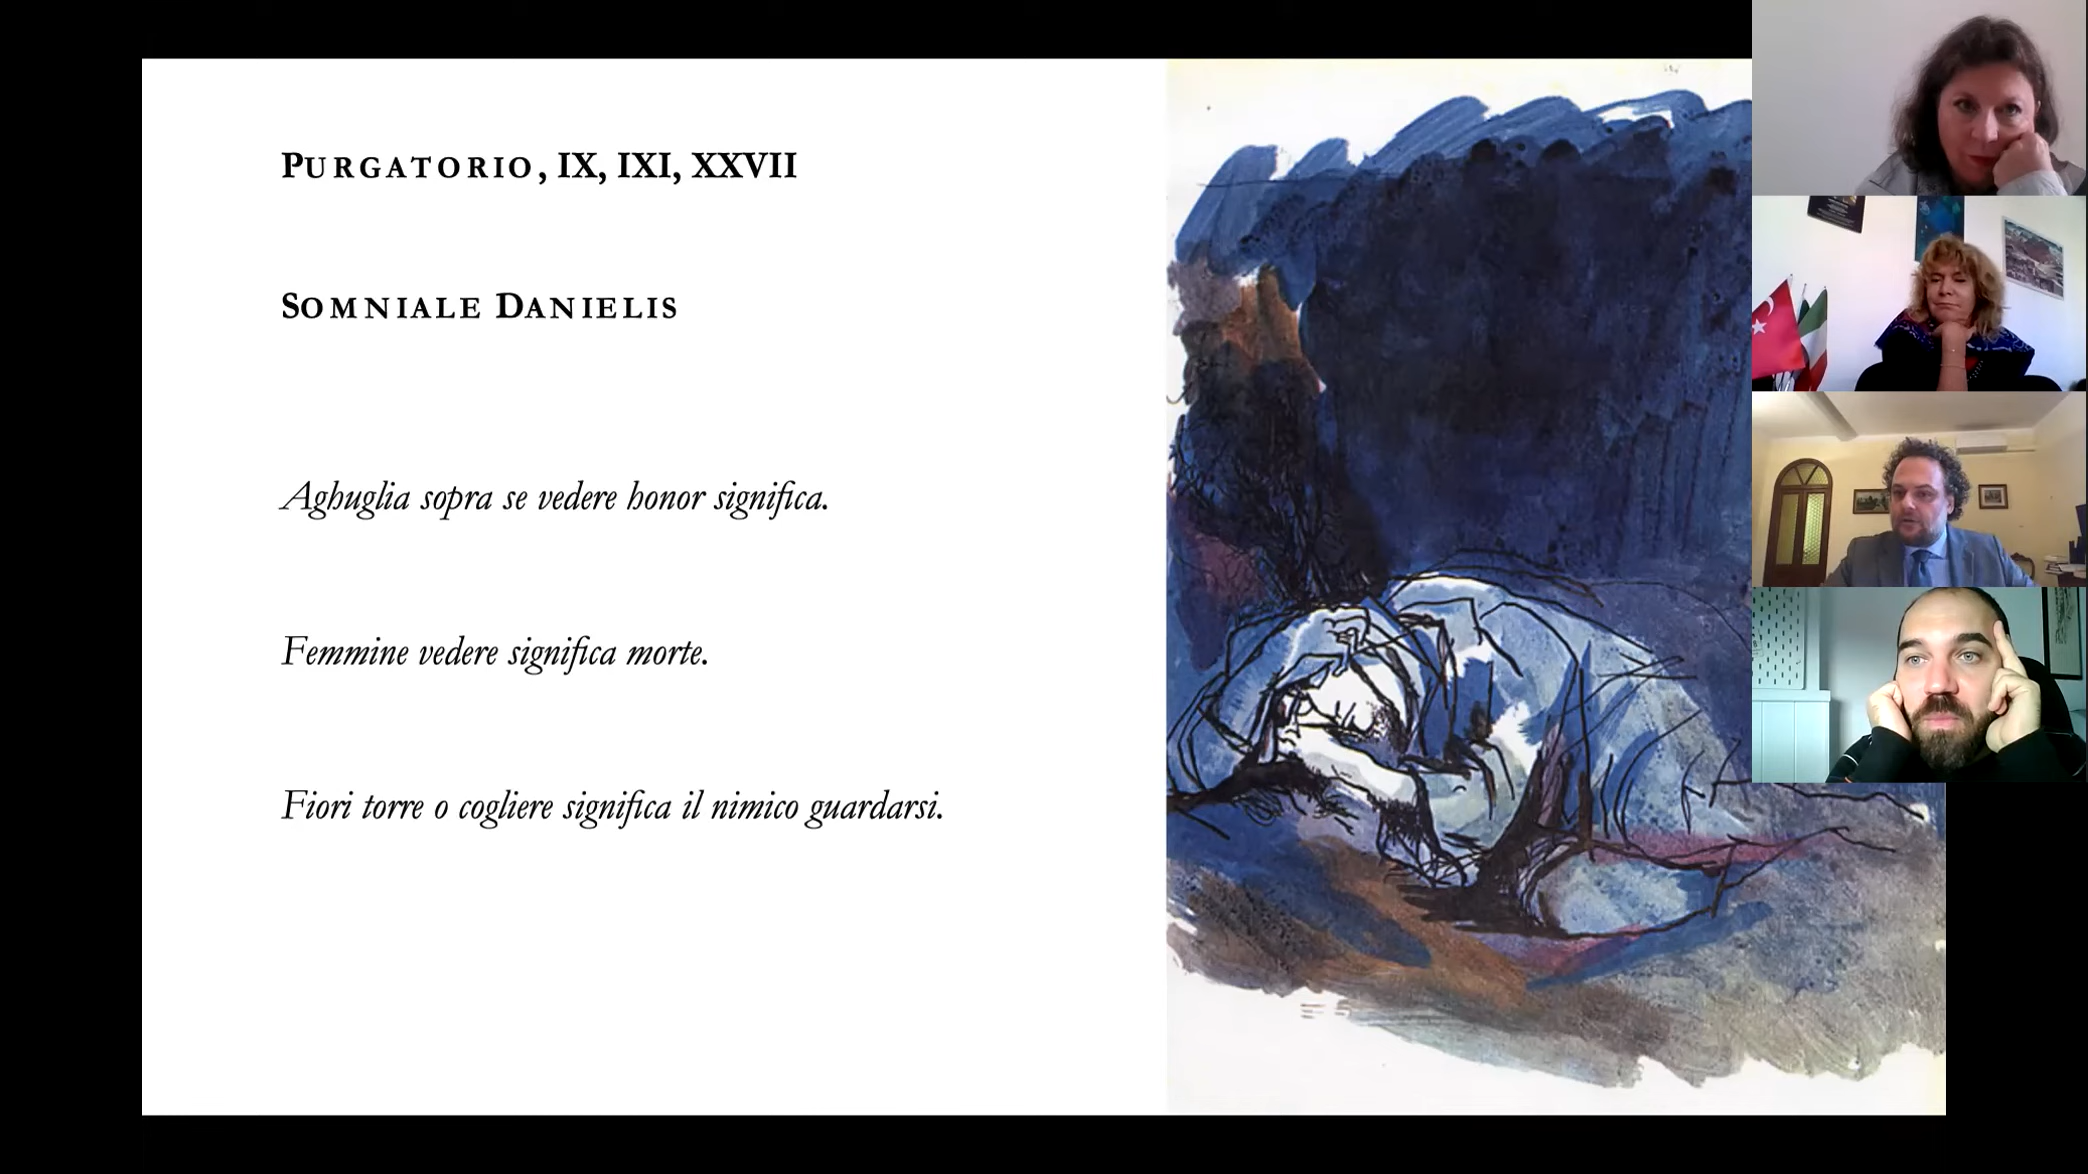 PURGATORIO, IX, IXI, XXVII
SOMNIALE DANIELIS
Aghuglia sopra se vedere honor significa.
Femmine vedere significa morte.
Fiori torre o cogliere significa il nimico guardarsi.